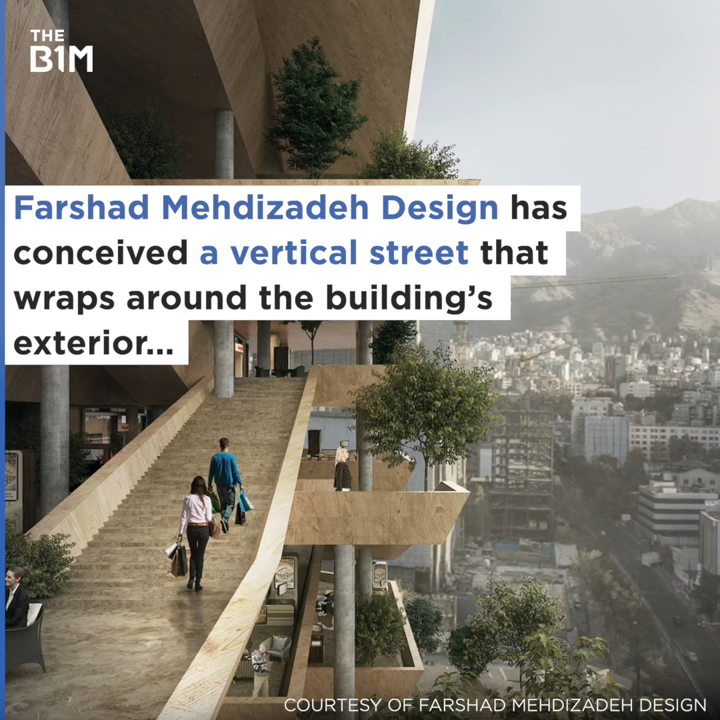 THE
B1M
Farshad Mehdizadeh Design has
conceived a vertical street that
wraps around the building’s
exterior...
COURTESY OF FARSHAD MEHDIZADEH DESIGN